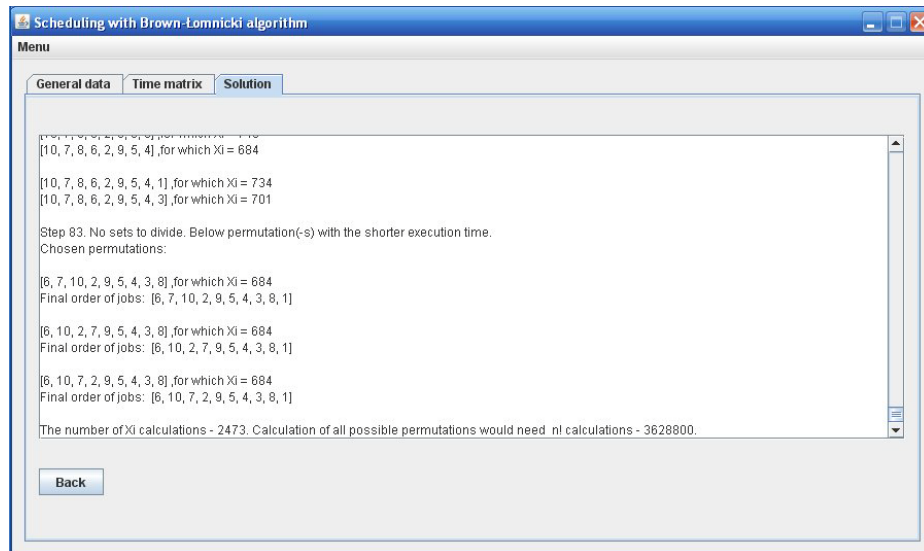 Scheduling with Brown-Łomnicki algorithm
Menu
General data Time matrix Solution
[10, 7, 8, 6, 2, 9, 5, 4] ,for which Xi = 684
[10, 7, 8, 6, 2, 9, 5, 4, 1] ,for which Xi = 734
[10, 7, 8, 6, 2, 9, 5, 4, 3] ,for which Xi = 701
Step 83. No sets to divide. Below permutation(-s) with the shorter execution time.
Chosen permutations:
[6, 7, 10, 2, 9, 5, 4, 3, 8] ,for which Xi = 684
Final order of jobs: [6, 7, 10, 2, 9, 5, 4, 3, 8, 1]
[6, 10, 2, 7, 9, 5, 4, 3, 8] ,for which Xi = 684
Final order of jobs: [6, 10, 2, 7, 9, 5, 4, 3, 8, 1]
[6, 10, 7, 2, 9, 5, 4, 3, 8] ,for which Xi = 684
Final order of jobs: [6, 10, 7, 2, 9, 5, 4, 3, 8, 1]
The number of Xi calculations - 2473. Calculation of all possible permutations would need n! calculations - 3628800.
Back